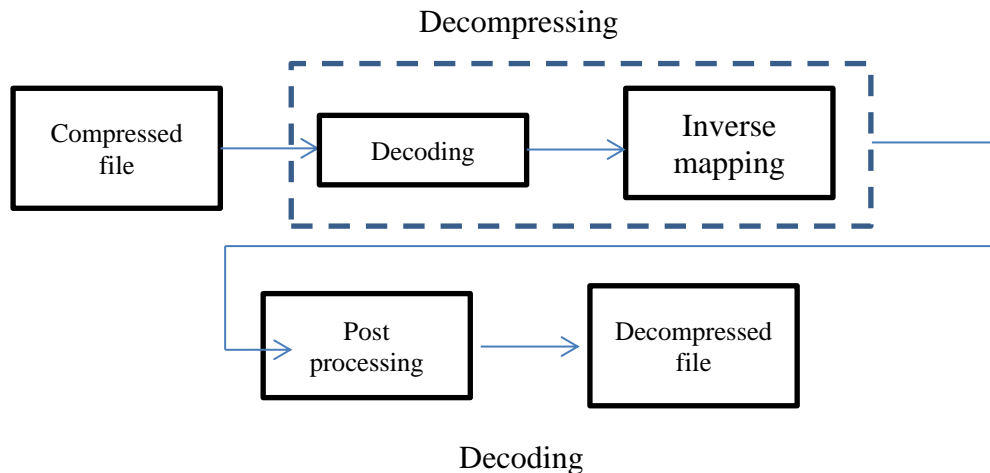 Decompressing
Compressed
file
Decoding
Inverse
mapping
Post
processing
Decompressed
file
Decoding